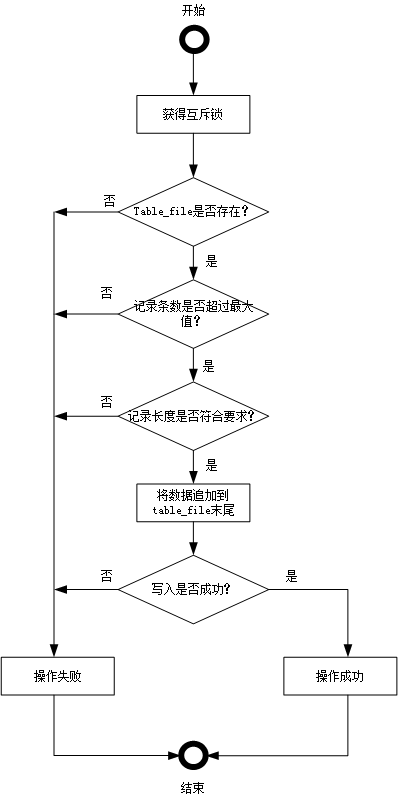 开始
获得互斥锁
Table_file是否存在？
否
是
记录条数是否超过最大
值？
否
是
记录长度是否符合要求？
否
是
将数据追加到
table_file末尾
写入是否成功？
否
是
操作失败
操作成功
结束